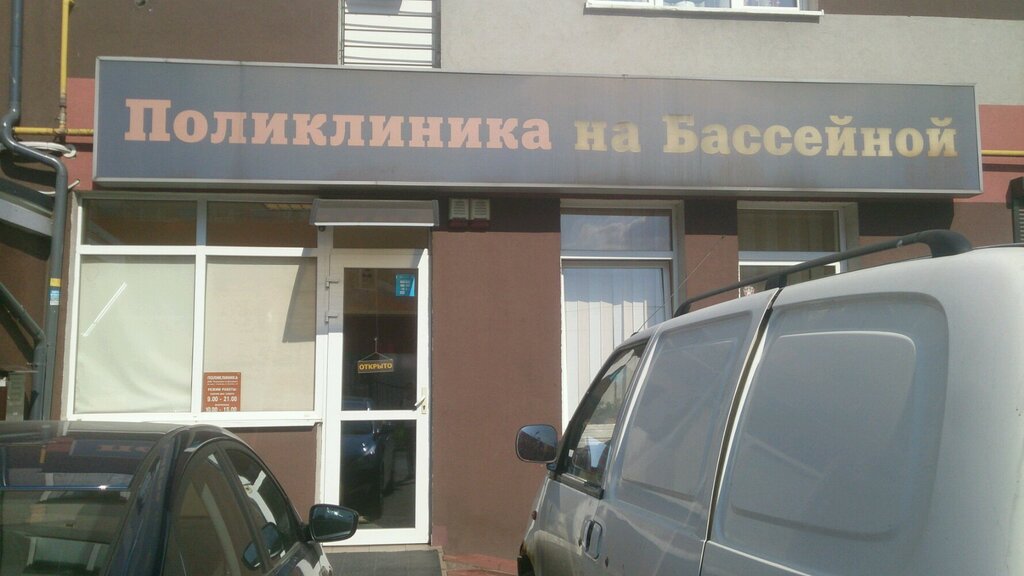 Поликлиника на Бассейной
ОТКРЫТО
ПОЛИКЛИНИКА
РЕЖИМ РАБОТЫ
9.00 - 21.00
10.00 - 15.00